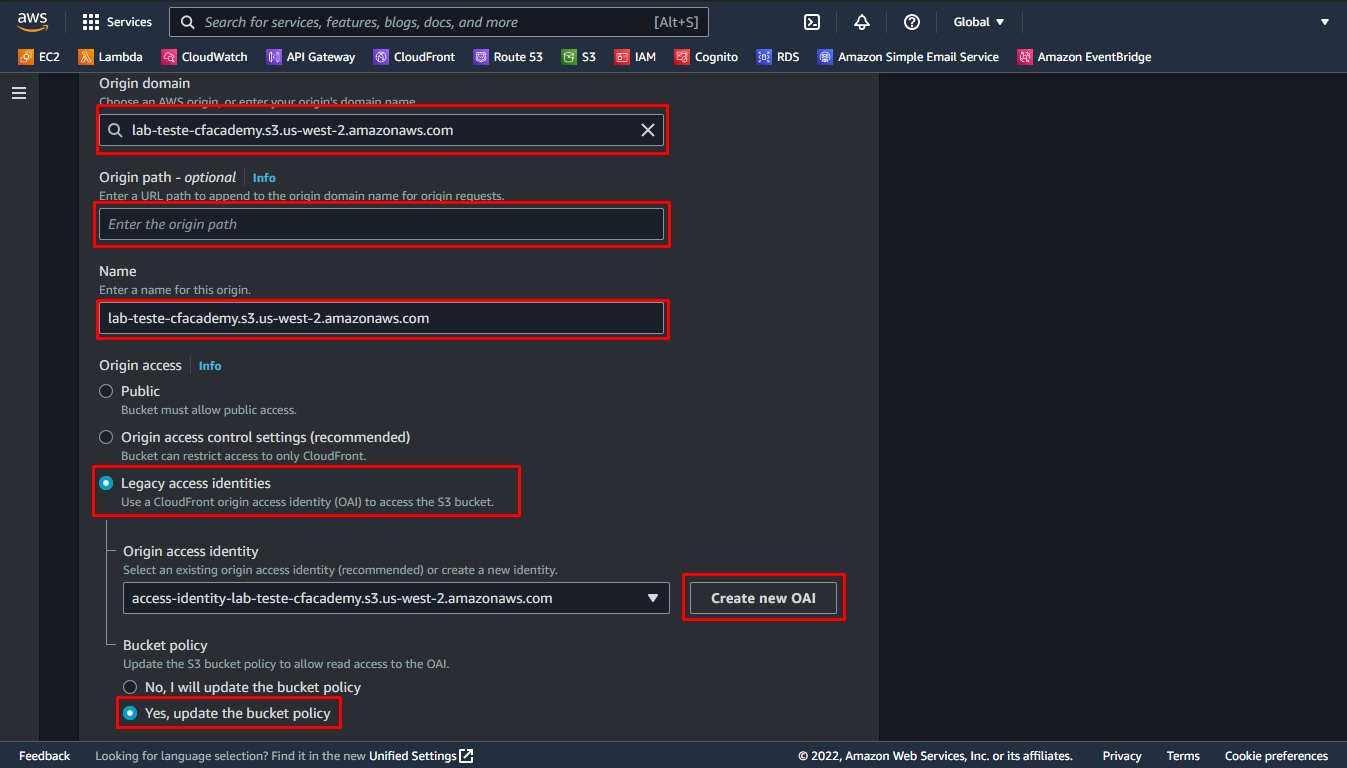 aws Services Search for services, features, blogs, docs, and more [Alt+S] Global
EC2 Lambda CloudWatch API Gateway CloudFront Route 53 S3 IAM Cognito RDS Amazon Simple Email Service Amazon EventBridge
Origin domain
Choose an AWS origin, or enter your origin's domain name.
lab-teste-cfacademy.s3.us-west-2.amazonaws.com
Origin path - optional Info
Enter a URL path to append to the origin domain name for origin requests.
Enter the origin path
Name
Enter a name for this origin.
lab-teste-cfacademy.s3.us-west-2.amazonaws.com
Origin access Info
Public
Bucket must allow public access.
Origin access control settings (recommended)
Bucket can restrict access to only CloudFront.
Legacy access identities
Use a CloudFront origin access identity (OAI) to access the S3 bucket.
Origin access identity
Select an existing origin access identity (recommended) or create a new identity.
access-identity-lab-teste-cfacademy.s3.us-west-2.amazonaws.com Create new OAI
Bucket policy
Update the S3 bucket policy to allow read access to the OAI.
No, I will update the bucket policy
Yes, update the bucket policy
Feedback Looking for language selection? Find it in the new Unified Settings © 2022, Amazon Web Services, Inc. or its affiliates. Privacy Terms Cookie preferences